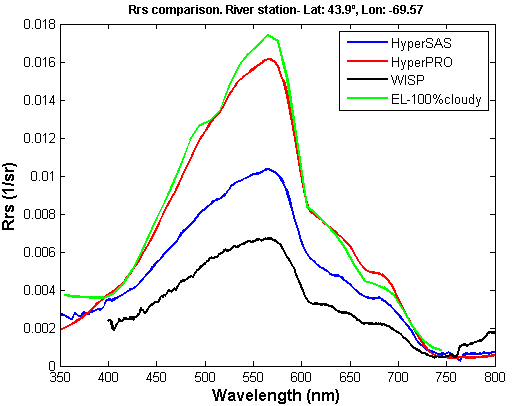 Rrs comparison. River station- Lat: 43.9º, Lon: -69.57
0.018
0.016
0.014
0.012
0.01
0.008
0.006
0.004
0.002
0
Rrs (1/sr)
HyperSAS
HyperPRO
WISP
EL-100%cloudy
350 400 450 500 550 600 650 700 750 800
Wavelength (nm)